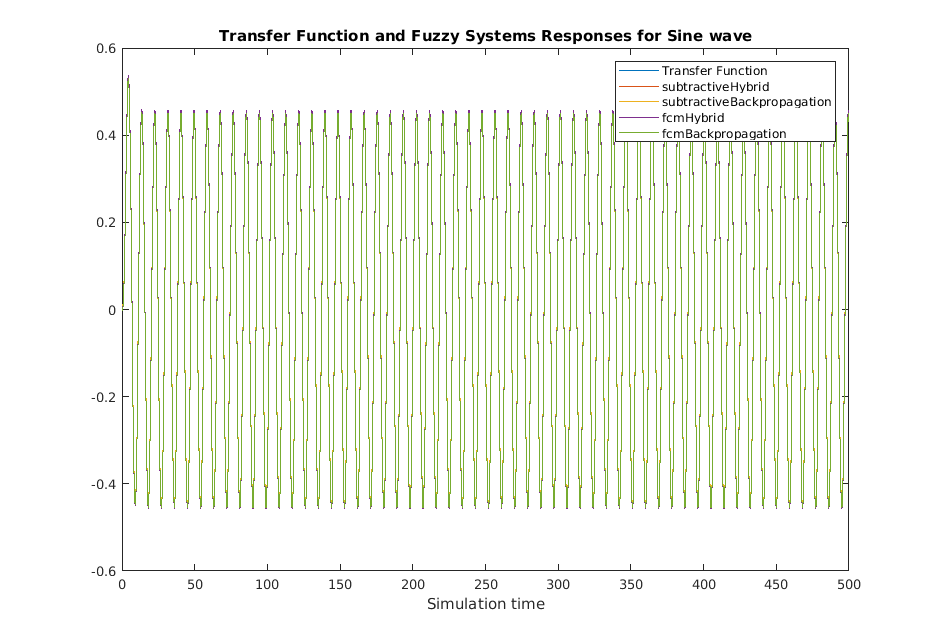 Transfer Function and Fuzzy Systems Responses for Sine wave
0.6
Transfer Function
subtractiveHybrid
subtractiveBackpropagation
fcmHybrid
fcmBackpropagation
0.4
0.2
0
-0.2
-0.4
-0.6
0 50 100 150 200 250 300 350 400 450 500
Simulation time